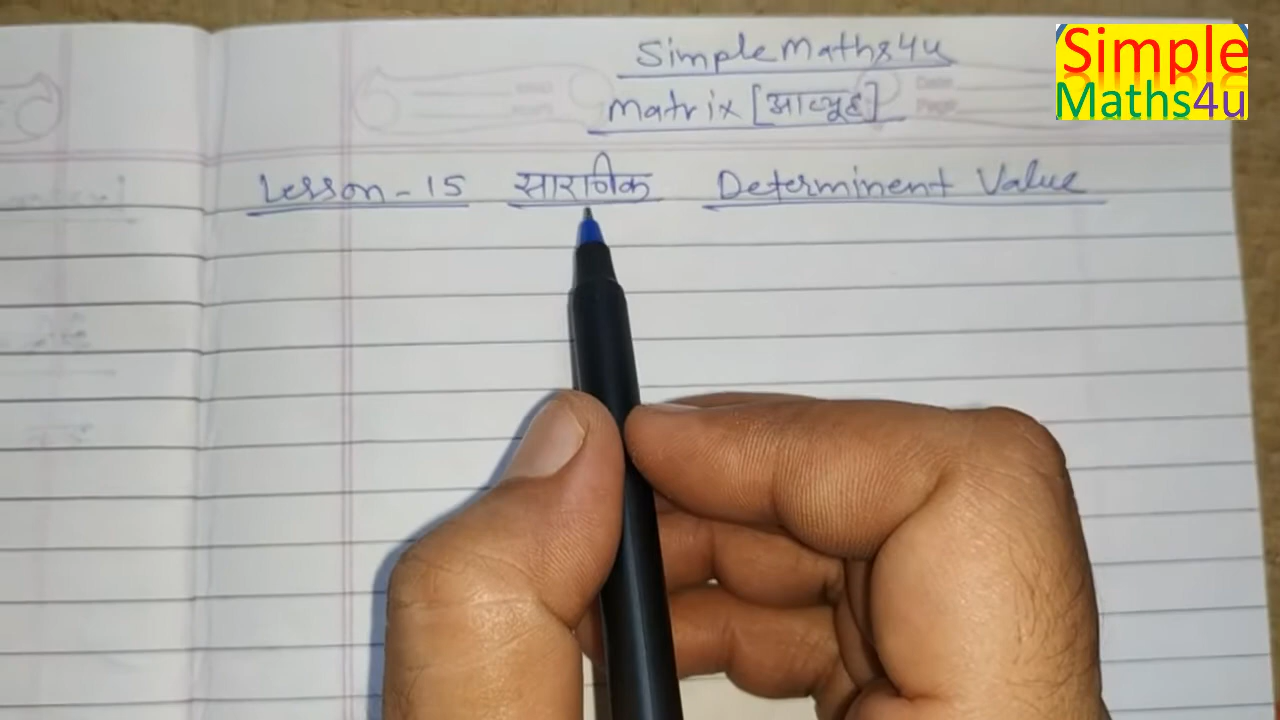 SimpleMaths4u
Matrix [आव्यूह]
Lesson-15 सारणिक Determinent Value
Simple
Maths4u